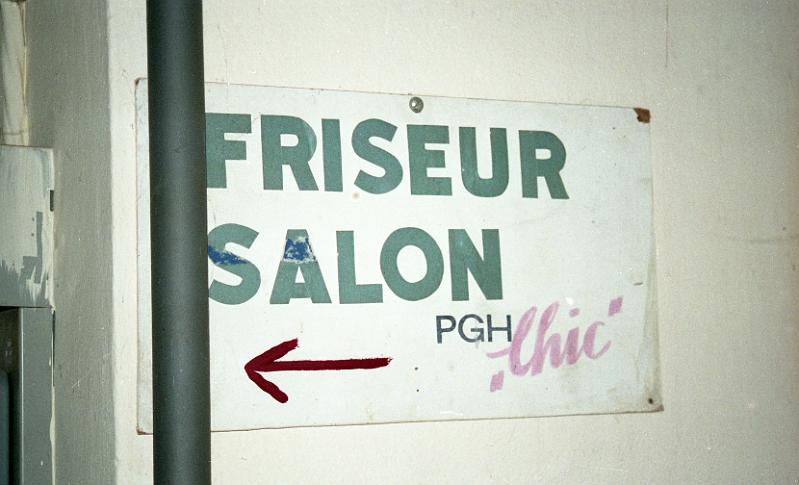 FRISEUR
SALON
PGH „Chic"